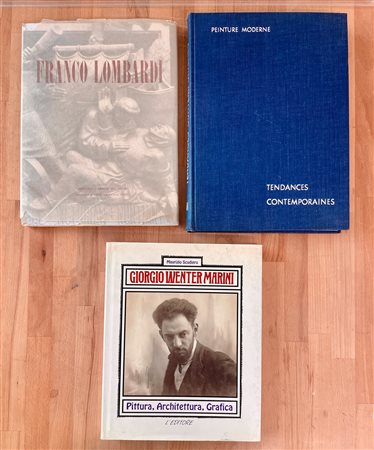 FRANCO LOMBARDI
PEINTURE MODERNE
TENDANCES
CONTEMPORAINES
Maurizio Scudiero
GIORGIO WENTER MARINI
Pittura, Architettura, Grafica
L'EDITORE